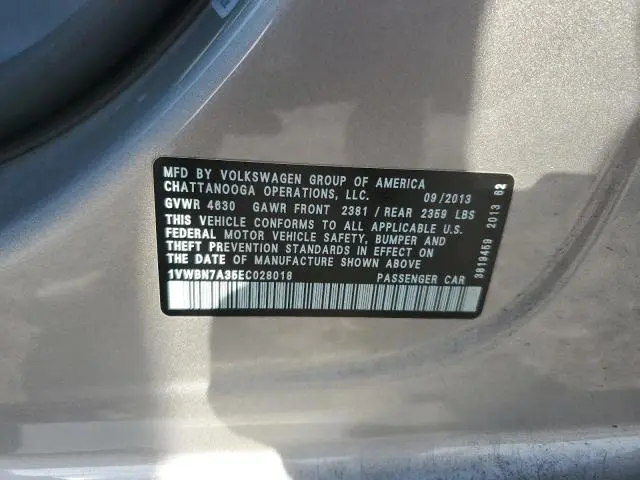 MFD BY VOLKSWAGEN GROUP OF AMERICA
CHATTANOOGA OPERATIONS, LLC. 09/2013
GVWR 4630 GAWR FRONT 2381 / REAR 2359 LBS
THIS VEHICLE CONFORMS TO ALL APPLICABLE U.S.
FEDERAL MOTOR VEHICLE SAFETY, BUMPER AND
THEFT PREVENTION STANDARDS IN EFFECT ON
THE DATE OF MANUFACTURE SHOWN ABOVE
1VWBN7A35EC028018 PASSENGER CAR
3819459 2013 62